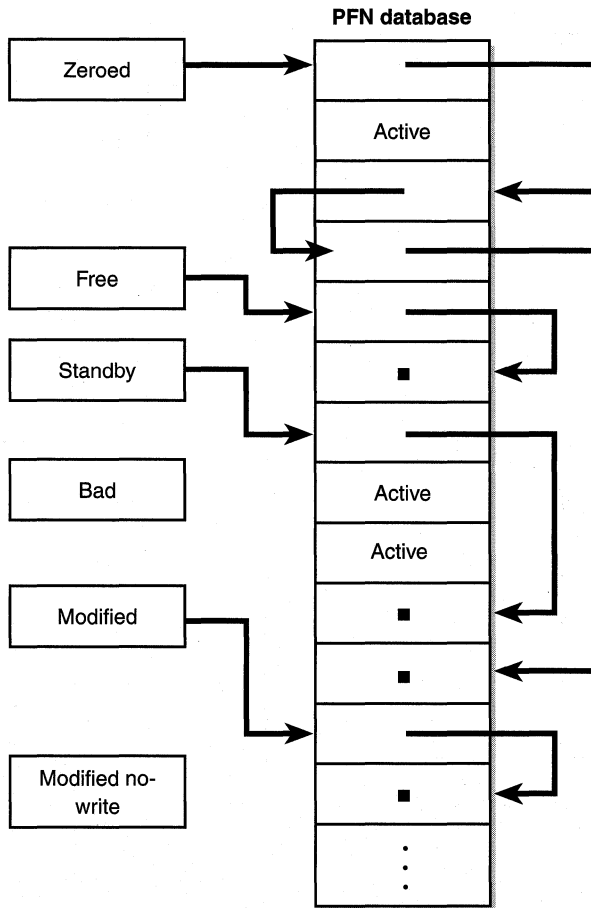 PFN database
Zeroed
Active
Free
Standby
Bad
Active
Active
Modified
Modified no-
write